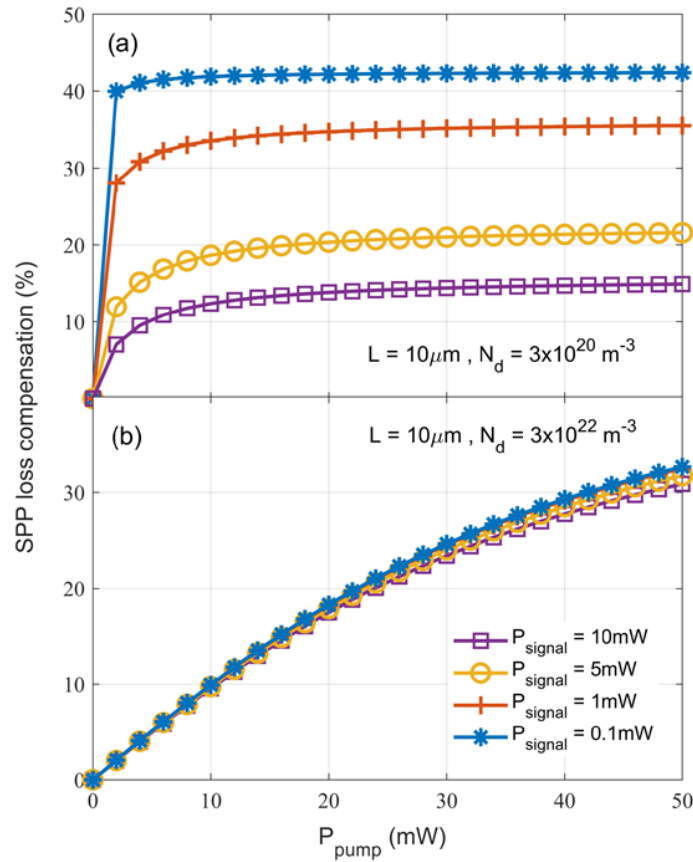 (a)
50
40
30
20
10
L = 10μm , N_d = 3x10^20 m^-3
SPP loss compensation (%)
(b)
L = 10μm , N_d = 3x10^22 m^-3
30
20
10
0
P_signal = 10mW
P_signal = 5mW
P_signal = 1mW
P_signal = 0.1mW
0 10 20 30 40 50
P_pump (mW)